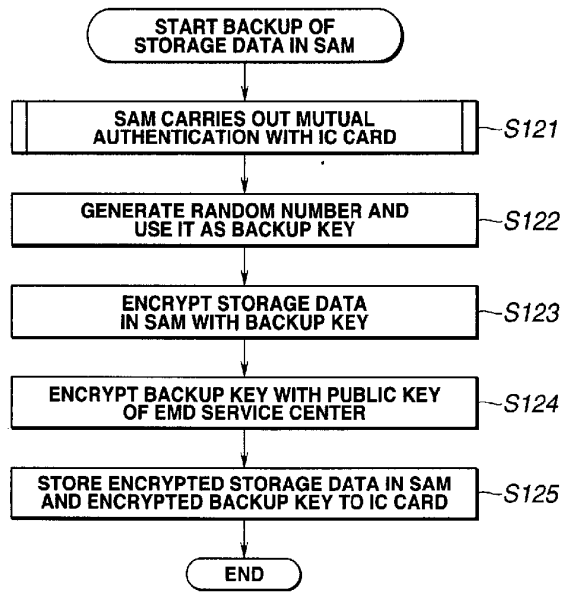 START BACKUP OF
STORAGE DATA IN SAM
SAM CARRIES OUT MUTUAL
AUTHENTICATION WITH IC CARD
S121
GENERATE RANDOM NUMBER AND
USE IT AS BACKUP KEY
S122
ENCRYPT STORAGE DATA
IN SAM WITH BACKUP KEY
S123
ENCRYPT BACKUP KEY WITH PUBLIC KEY
OF EMD SERVICE CENTER
S124
STORE ENCRYPTED STORAGE DATA IN SAM
AND ENCRYPTED BACKUP KEY TO IC CARD
S125
END